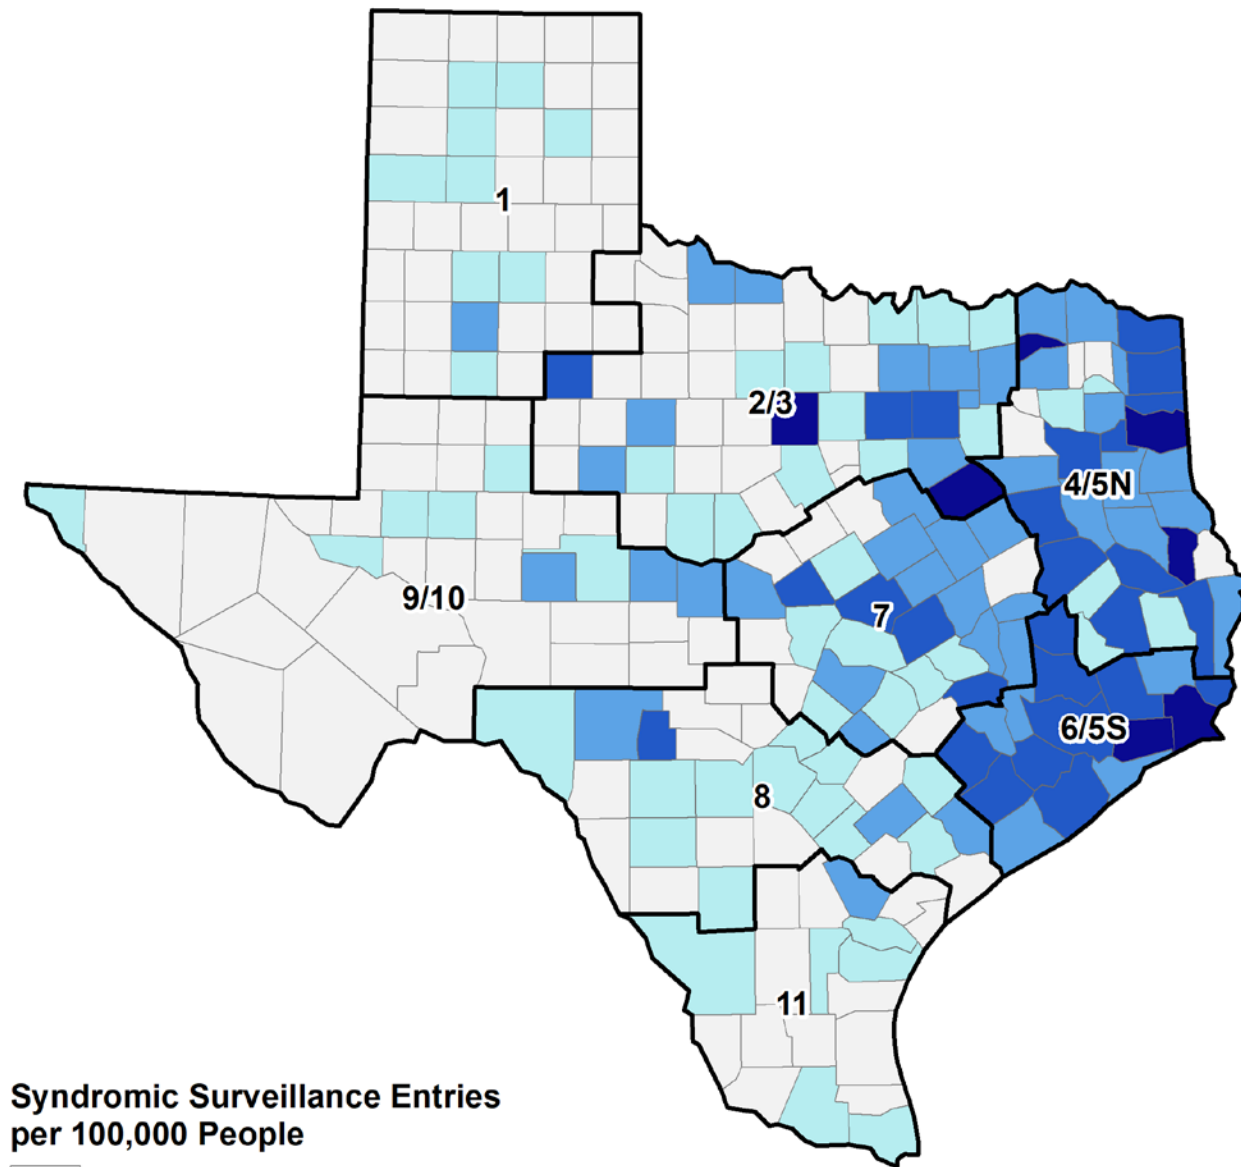 1
2/3
4/5N
9/10
7
6/5S
8
11
Syndromic Surveillance Entries
per 100,000 People